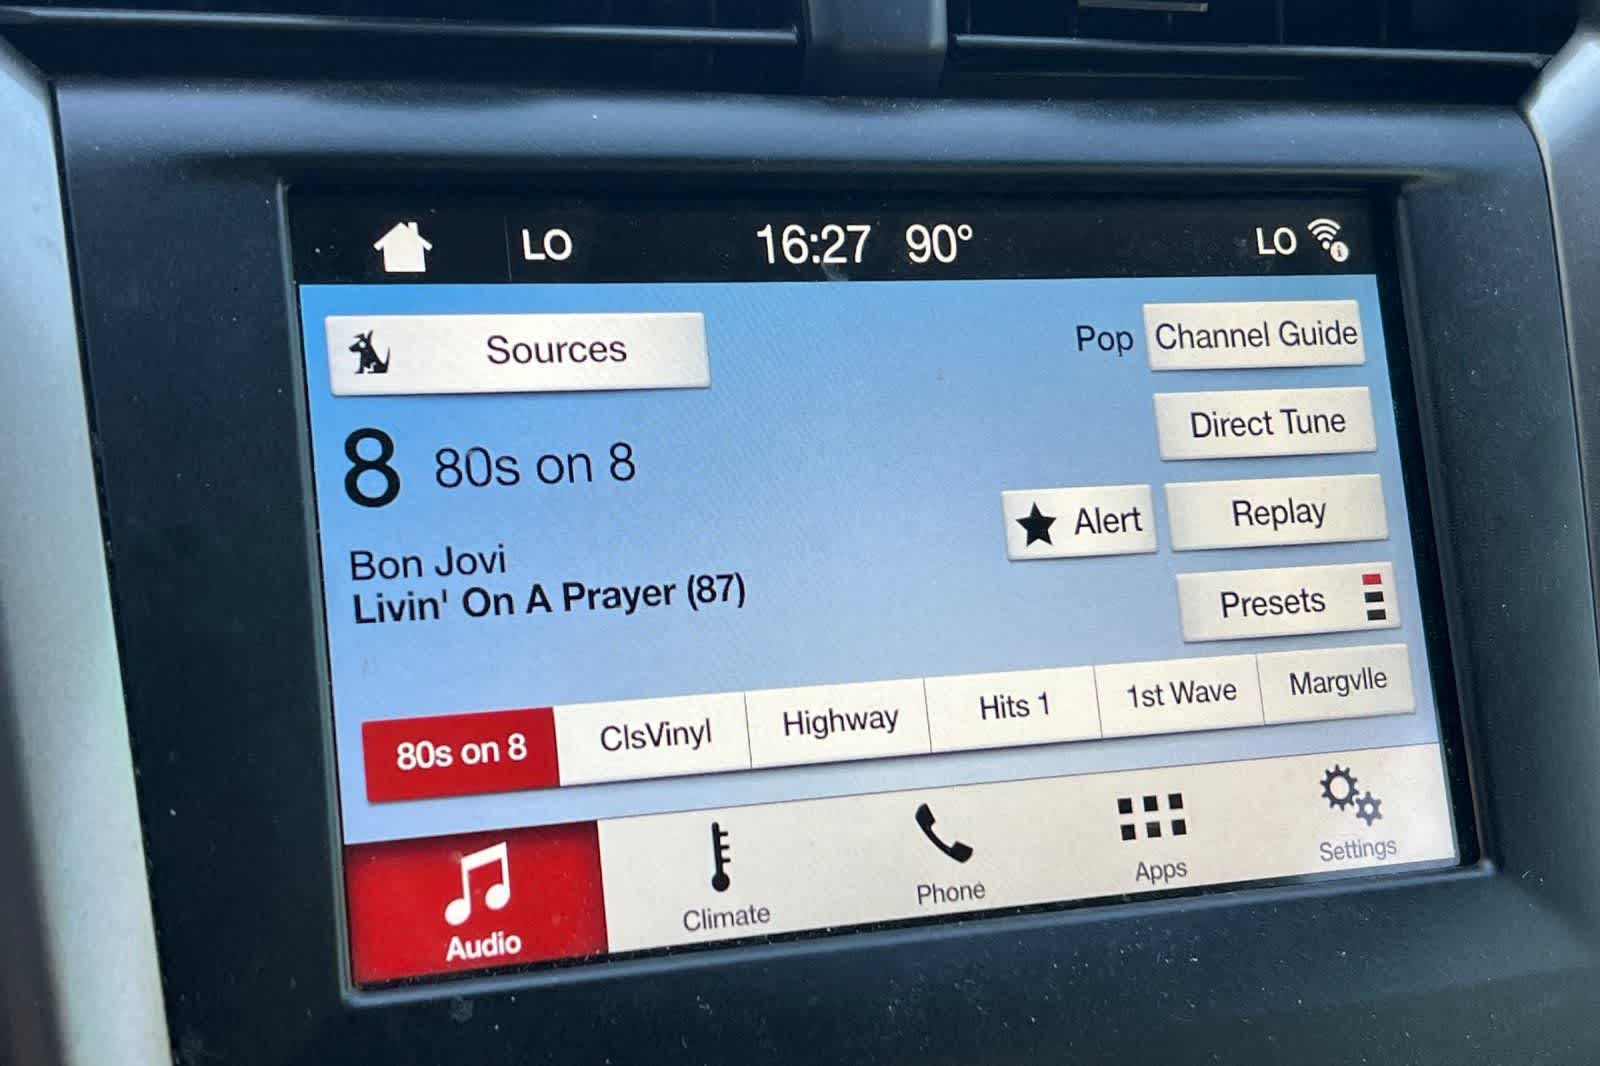 LO 16:27 90° LO
Sources
Pop Channel Guide
8 80s on 8
Direct Tune
Alert Replay
Bon Jovi
Livin' On A Prayer (87)
Presets
80s on 8 ClsVinyl Highway Hits 1 1st Wave Margvlle
Audio Climate Phone Apps Settings